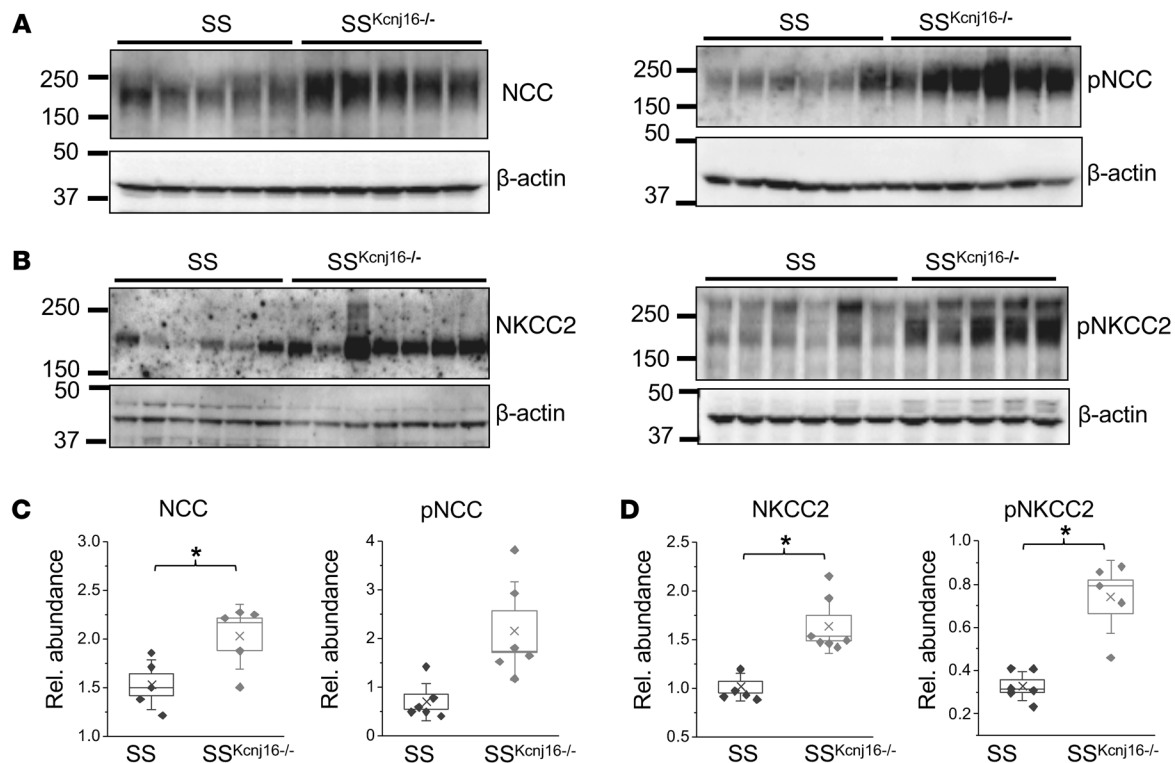 A
SS SSKcnj16-/-
250
150
NCC
50
37
β-actin
SS SSKcnj16-/-
250
150
pNCC
50
37
β-actin
B
SS SSKcnj16-/-
250
150
NKCC2
50
37
β-actin
SS SSKcnj16-/-
250
150
pNKCC2
50
37
β-actin
C
NCC
Rel. abundance
3.0
2.5
2.0
1.5
1.0
*
SS SSKcnj16-/-
pNCC
Rel. abundance
4
3
2
1
0
SS SSKcnj16-/-
D
NKCC2
Rel. abundance
2.5
2.0
1.5
1.0
0.5
*
SS SSKcnj16-/-
pNKCC2
Rel. abundance
1.0
0.8
0.6
0.4
0.2
*
SS SSKcnj16-/-